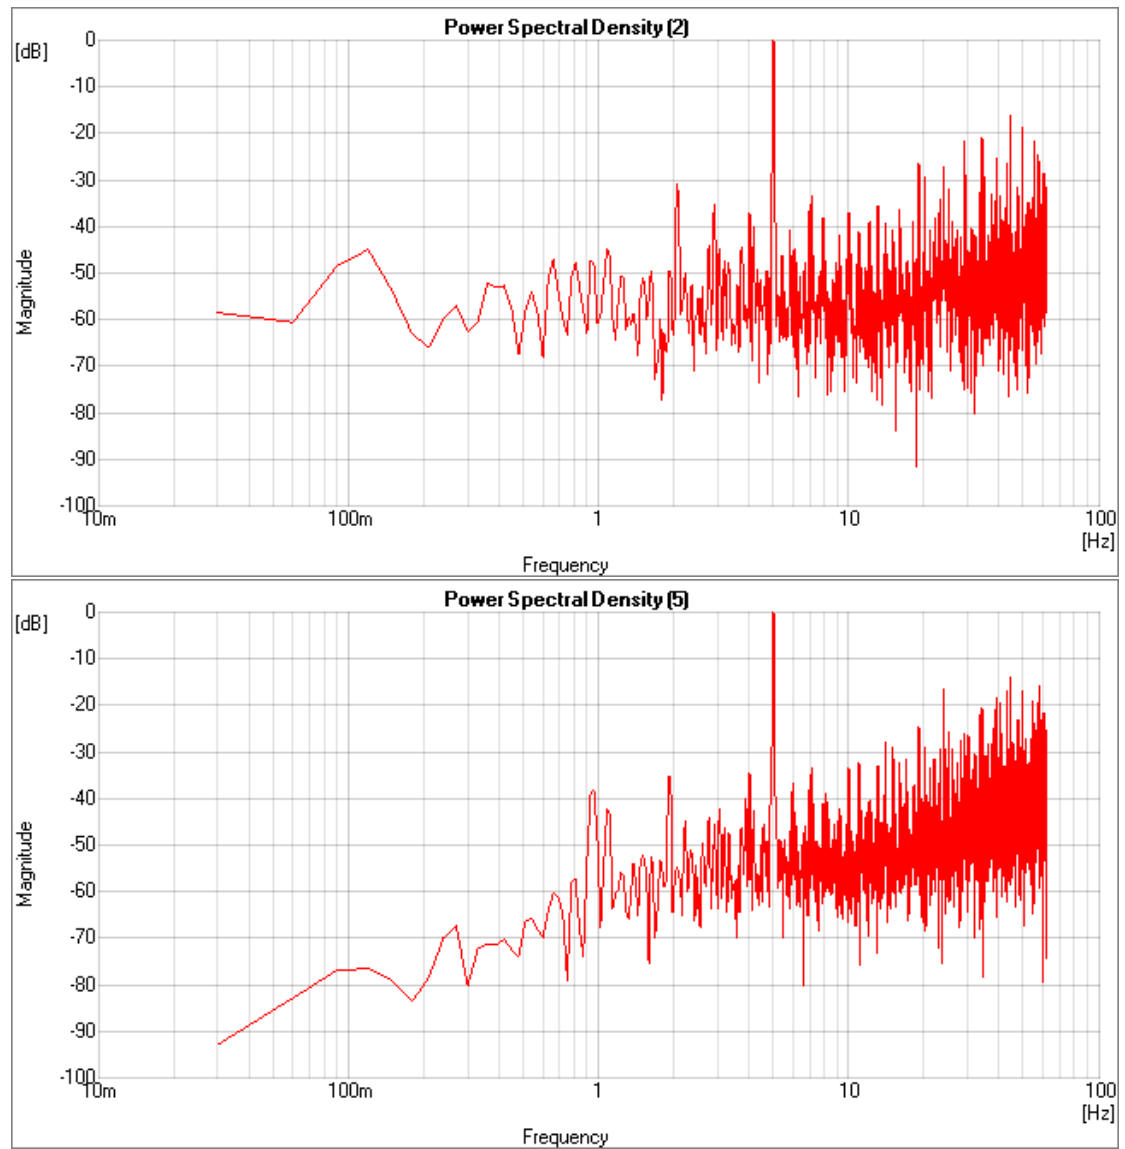 Power Spectral Density (2)
[dB]
0
-10
-20
-30
-40
-50
-60
-70
-80
-90
-100
Magnitude
10m 100m 1 10 100
[Hz]
Frequency
Power Spectral Density (5)
[dB]
0
-10
-20
-30
-40
-50
-60
-70
-80
-90
-100
Magnitude
10m 100m 1 10 100
[Hz]
Frequency